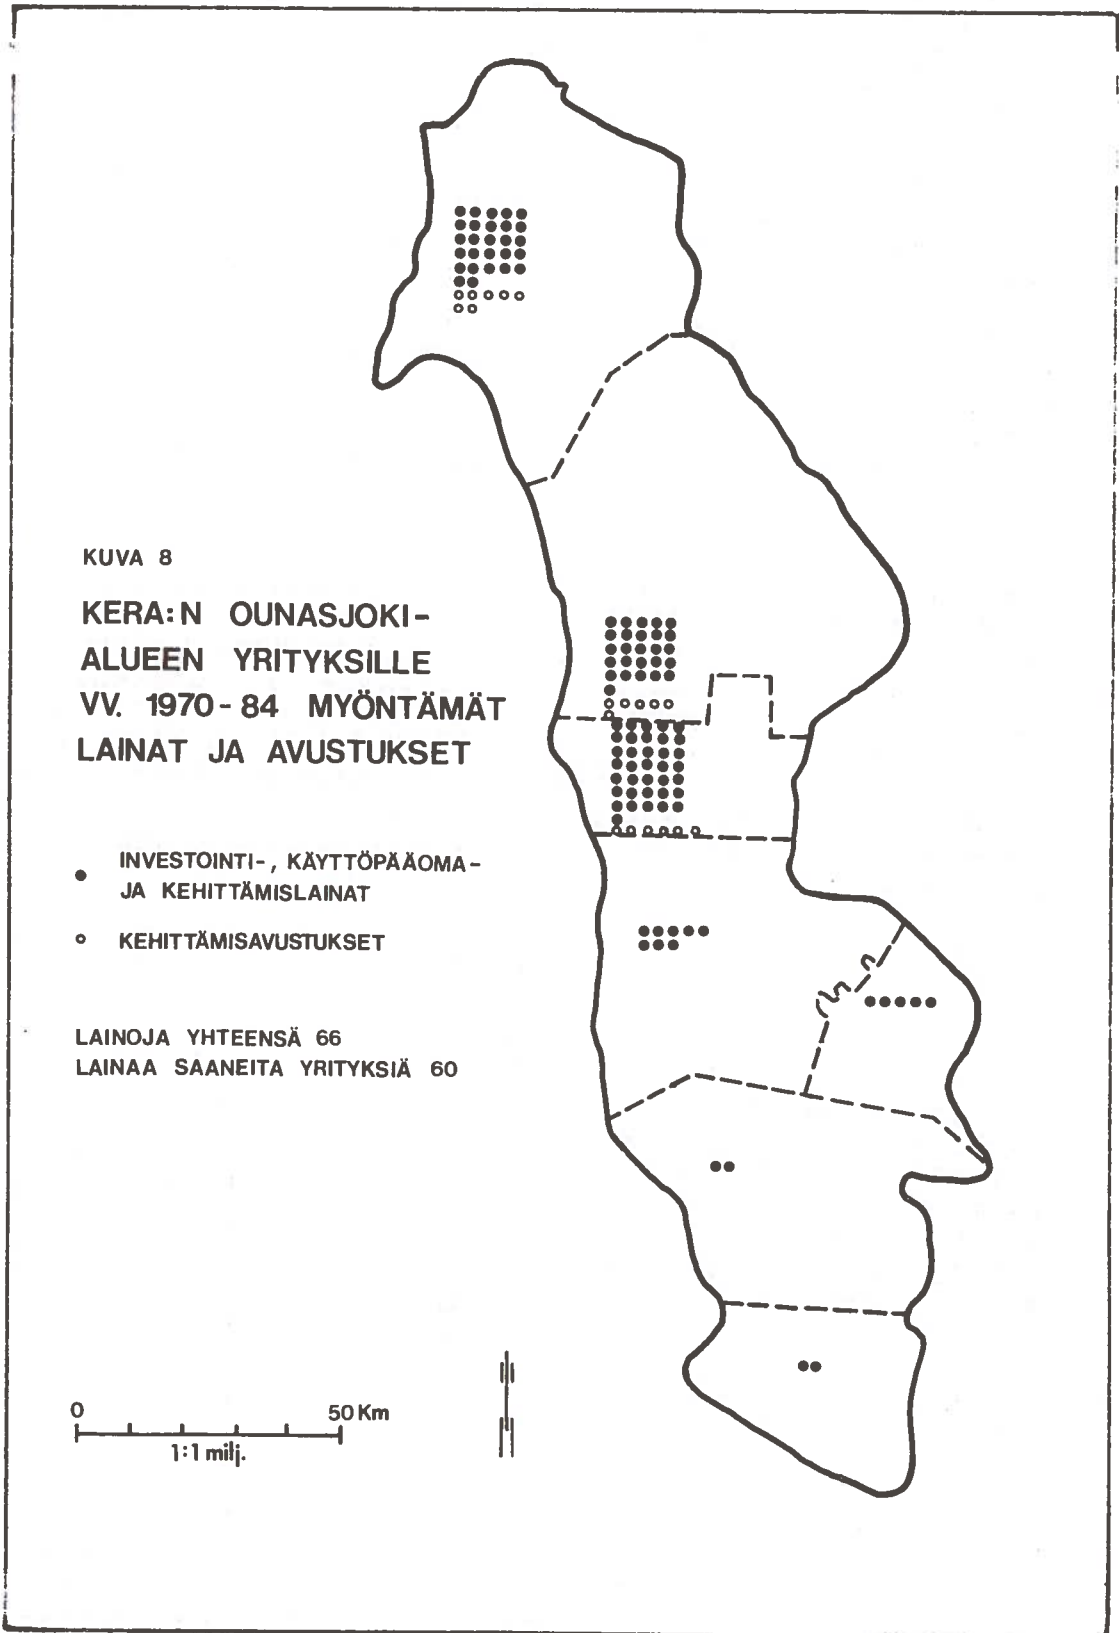 KUVA 8
KERA:N OUNASJOKI-
ALUEEN YRITYKSILLE
VV. 1970-84 MYÖNTÄMÄT
LAINAT JA AVUSTUKSET
INVESTOINTI-, KÄYTTÖPÄÄOMA-
JA KEHITTÄMISLAINAT
KEHITTÄMISAVUSTUKSET
LAINOJA YHTEENSÄ 66
LAINAA SAANEITA YRITYKSIÄ 60
0 50 Km
1:1 milj.